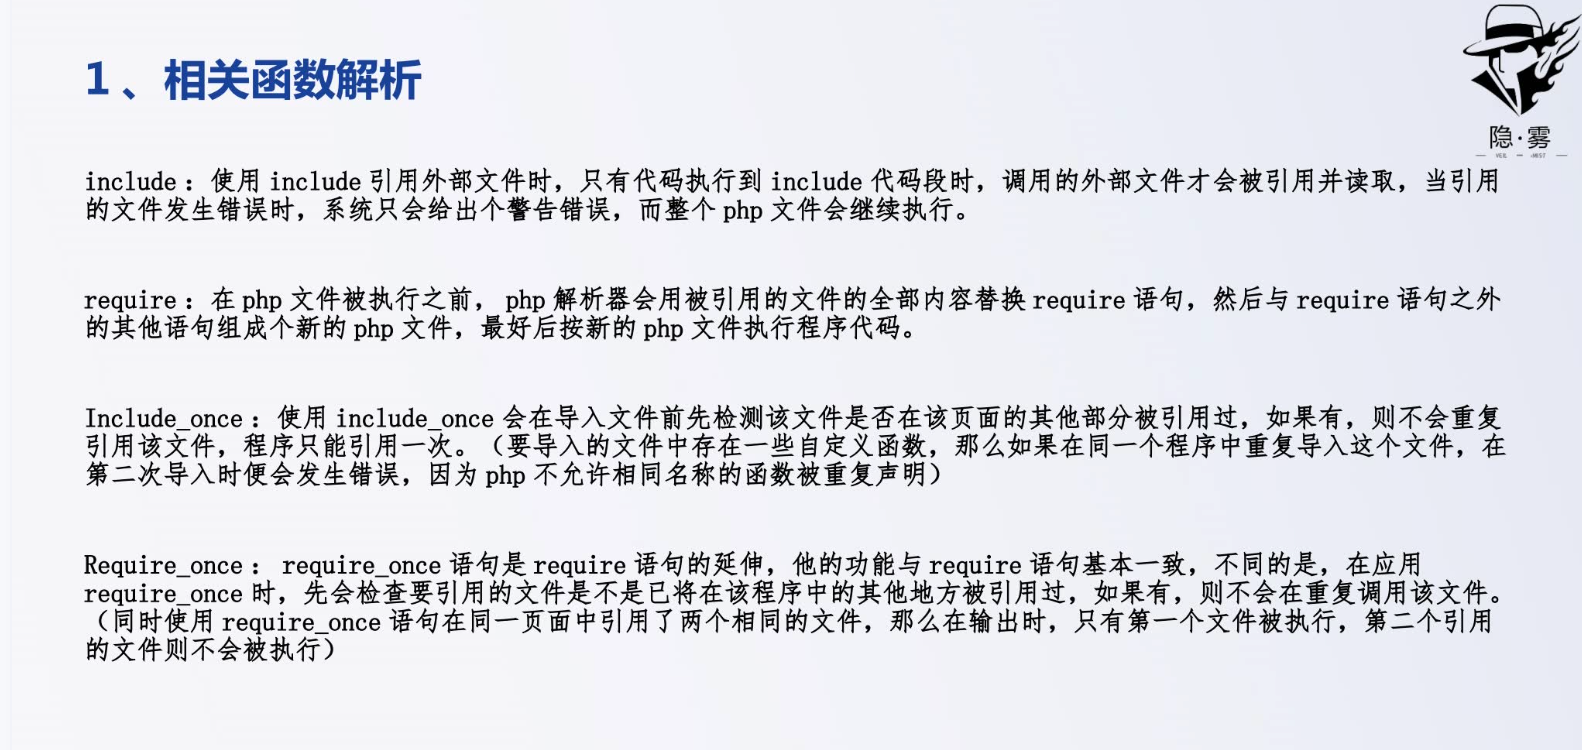 1、相关函数解析
隐·雾
include：使用 include 引用外部文件时，只有代码执行到 include 代码段时，调用的外部文件才会被引用并读取，当引用
的文件发生错误时，系统只会给出个警告错误，而整个 php 文件会继续执行。
require：在 php 文件被执行之前， php 解析器会用被引用的文件的全部内容替换 require 语句，然后与 require 语句之外
的其他语句组成个新的 php 文件，最好后按新的 php 文件执行程序代码。
Include_once：使用 include_once 会在导入文件前先检测该文件是否在该页面的其他部分被引用过，如果有，则不会重复
引用该文件，程序只能引用一次。（要导入的文件中存在一些自定义函数，那么如果在同一个程序中重复导入这个文件，在
第二次导入时便会发生错误，因为 php 不允许相同名称的函数被重复声明）
Require_once： require_once 语句是 require 语句的延伸，他的功能与 require 语句基本一致，不同的是，在应用
require_once 时，先会检查要引用的文件是不是已将在该程序中的其他地方被引用过，如果有，则不会在重复调用该文件。
（同时使用 require_once 语句在同一页面中引用了两个相同的文件，那么在输出时，只有第一个文件被执行，第二个引用
的文件则不会被执行）